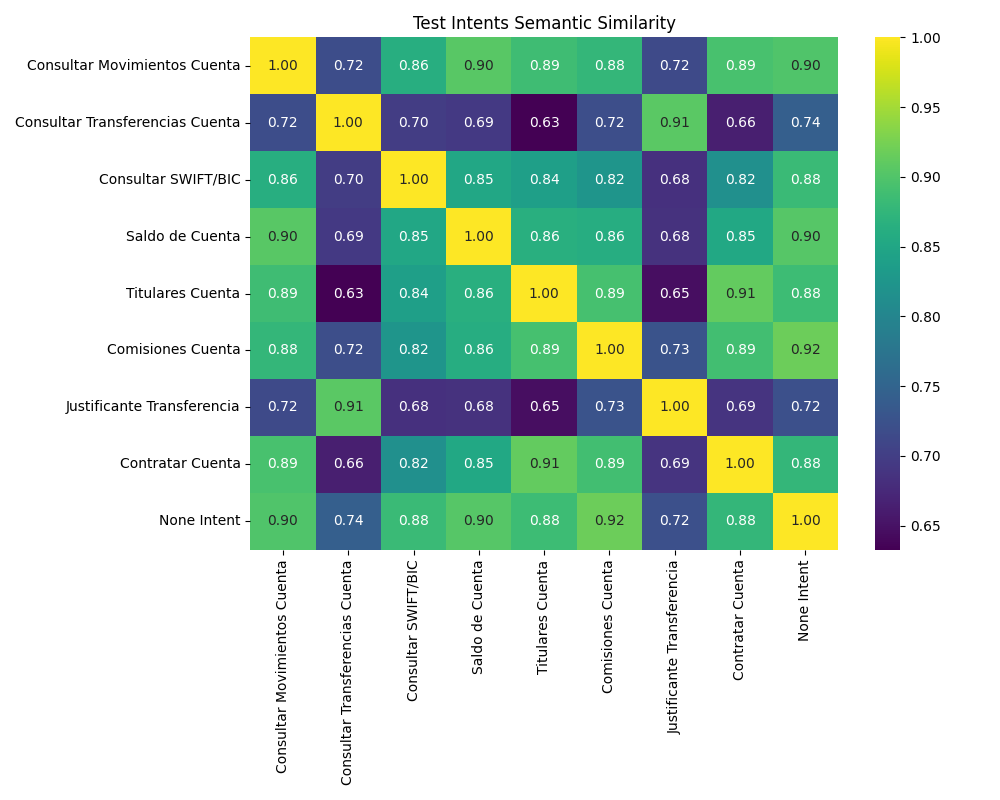 Test Intents Semantic Similarity
Consultar Movimientos Cuenta 1.00 0.72 0.86 0.90 0.89 0.88 0.72 0.89 0.90
Consultar Transferencias Cuenta 0.72 1.00 0.70 0.69 0.63 0.72 0.91 0.66 0.74
Consultar SWIFT/BIC 0.86 0.70 1.00 0.85 0.84 0.82 0.68 0.82 0.88
Saldo de Cuenta 0.90 0.69 0.85 1.00 0.86 0.86 0.68 0.85 0.90
Titulares Cuenta 0.89 0.63 0.84 0.86 1.00 0.89 0.65 0.91 0.88
Comisiones Cuenta 0.88 0.72 0.82 0.86 0.89 1.00 0.73 0.89 0.92
Justificante Transferencia 0.72 0.91 0.68 0.68 0.65 0.73 1.00 0.69 0.72
Contratar Cuenta 0.89 0.66 0.82 0.85 0.91 0.89 0.69 1.00 0.88
None Intent 0.90 0.74 0.88 0.90 0.88 0.92 0.72 0.88 1.00
Consultar Movimientos Cuenta
Consultar Transferencias Cuenta
Consultar SWIFT/BIC
Saldo de Cuenta
Titulares Cuenta
Comisiones Cuenta
Justificante Transferencia
Contratar Cuenta
None Intent
1.00
0.95
0.90
0.85
0.80
0.75
0.70
0.65